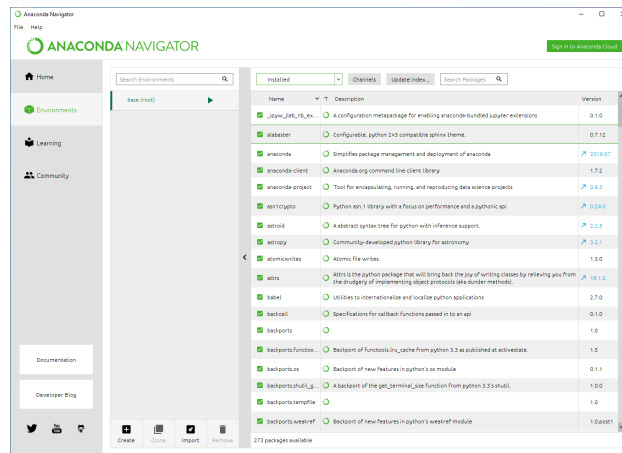 Anaconda Navigator
File Help
ANACONDA NAVIGATOR
Sign in to Anaconda Cloud
Home
Environments
Learning
Community
Documentation
Developer Blog
You Tube
Search Environments
base (root)
Create Clone Import Remove
Installed Channels Update index... Search Packages
Name T Description Version
_ipyw_jlab_nb_ex... A configuration metapackage for enabling anaconda-bundled jupyter extensions 0.1.0
alabaster Configurable, python 2+3 compatible sphinx theme. 0.7.12
anaconda Simplifies package management and deployment of anaconda 2019.07
anaconda-client Anaconda.org command line client library 1.7.2
anaconda-project Tool for encapsulating, running, and reproducing data science projects 0.8.3
asn1crypto Python asn.1 library with a focus on performance and a pythonic api 0.24.0
astroid A abstract syntax tree for python with inference support. 2.2.5
astropy Community-developed python library for astronomy 3.2.1
atomicwrites Atomic file writes. 1.3.0
attrs Attrs is the python package that will bring back the joy of writing classes by relieving you from
the drudgery of implementing object protocols (aka dunder methods). 19.1.0
babel Utilities to internationalize and localize python applications 2.7.0
backcall Specifications for callback functions passed in to an api 0.1.0
backports 1.0
backports.functoo... Backport of functools.lru_cache from python 3.3 as published at activestate. 1.5
backports.os Backport of new features in python's os module 0.1.1
backports.shutil_g... A backport of the get_terminal_size function from python 3.3's shutil. 1.0.0
backports.tempfile 1.0
backports.weakref Backport of new features in python's weakref module 1.0.post1
273 packages available